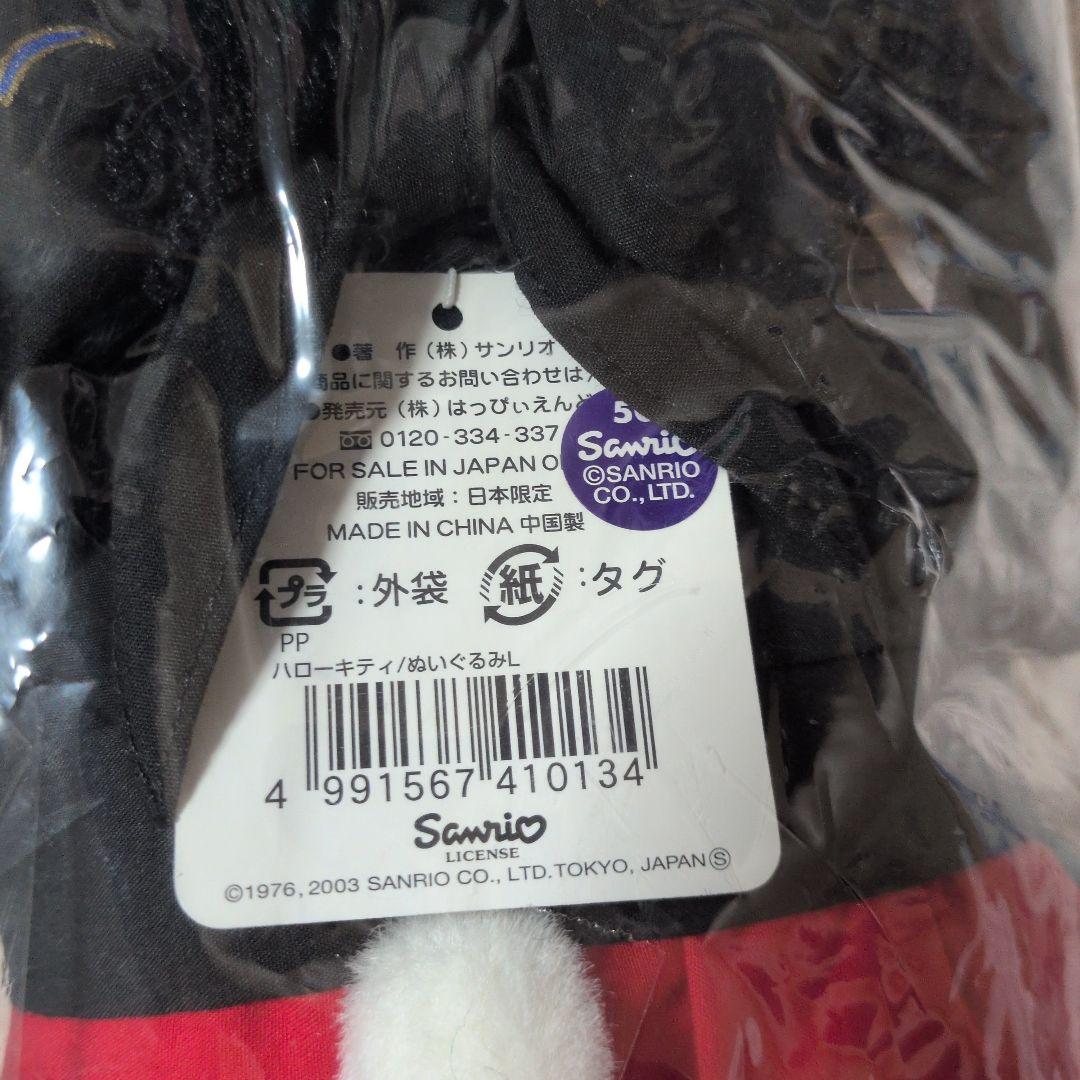 ●著 作(株)サンリオ
商品に関するお問い合わせは
●発売元(株)はっぴぃえんど
0120-334-337
FOR SALE IN JAPAN
販売地域:日本限定
MADE IN CHINA 中国製
Sanrio
©SANRIO
CO., LTD.
プラ :外袋 紙 :タグ
PP
ハローキティ/ぬいぐるみL
4 991567 410134
Sanrio
LICENSE
©1976, 2003 SANRIO CO., LTD. TOKYO, JAPAN Ⓢ